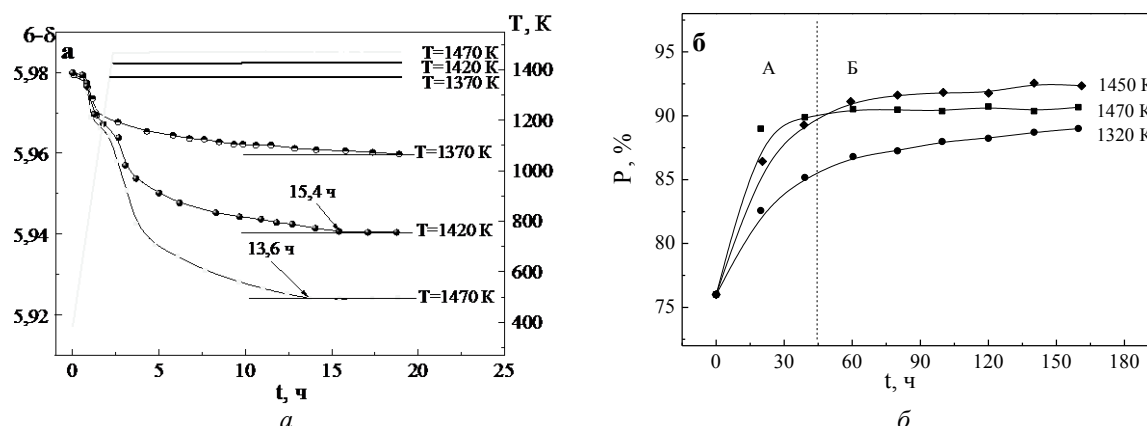 6-δ
T, K
а
5,98
5,96
5,94
5,92
T=1470 K
T=1420 K
T=1370 K
T=1370 K
15,4 ч
T=1420 K
13,6 ч
T=1470 K
1400
1200
1000
800
600
400
0 5 10 15 20 25
t, ч
а
б
95
90
85
80
75
P, %
А
Б
1450 K
1470 K
1320 K
0 30 60 90 120 150 180
t, ч
б